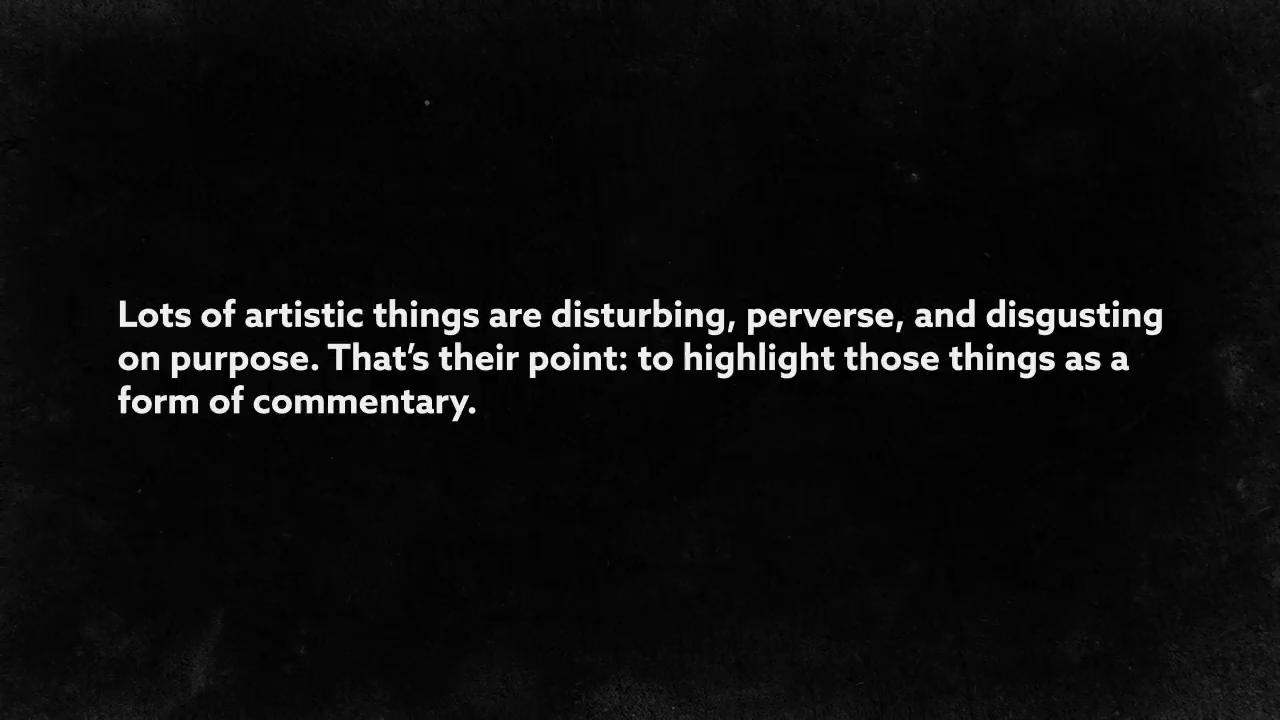 Lots of artistic things are disturbing, perverse, and disgusting
on purpose. That’s their point: to highlight those things as a
form of commentary.